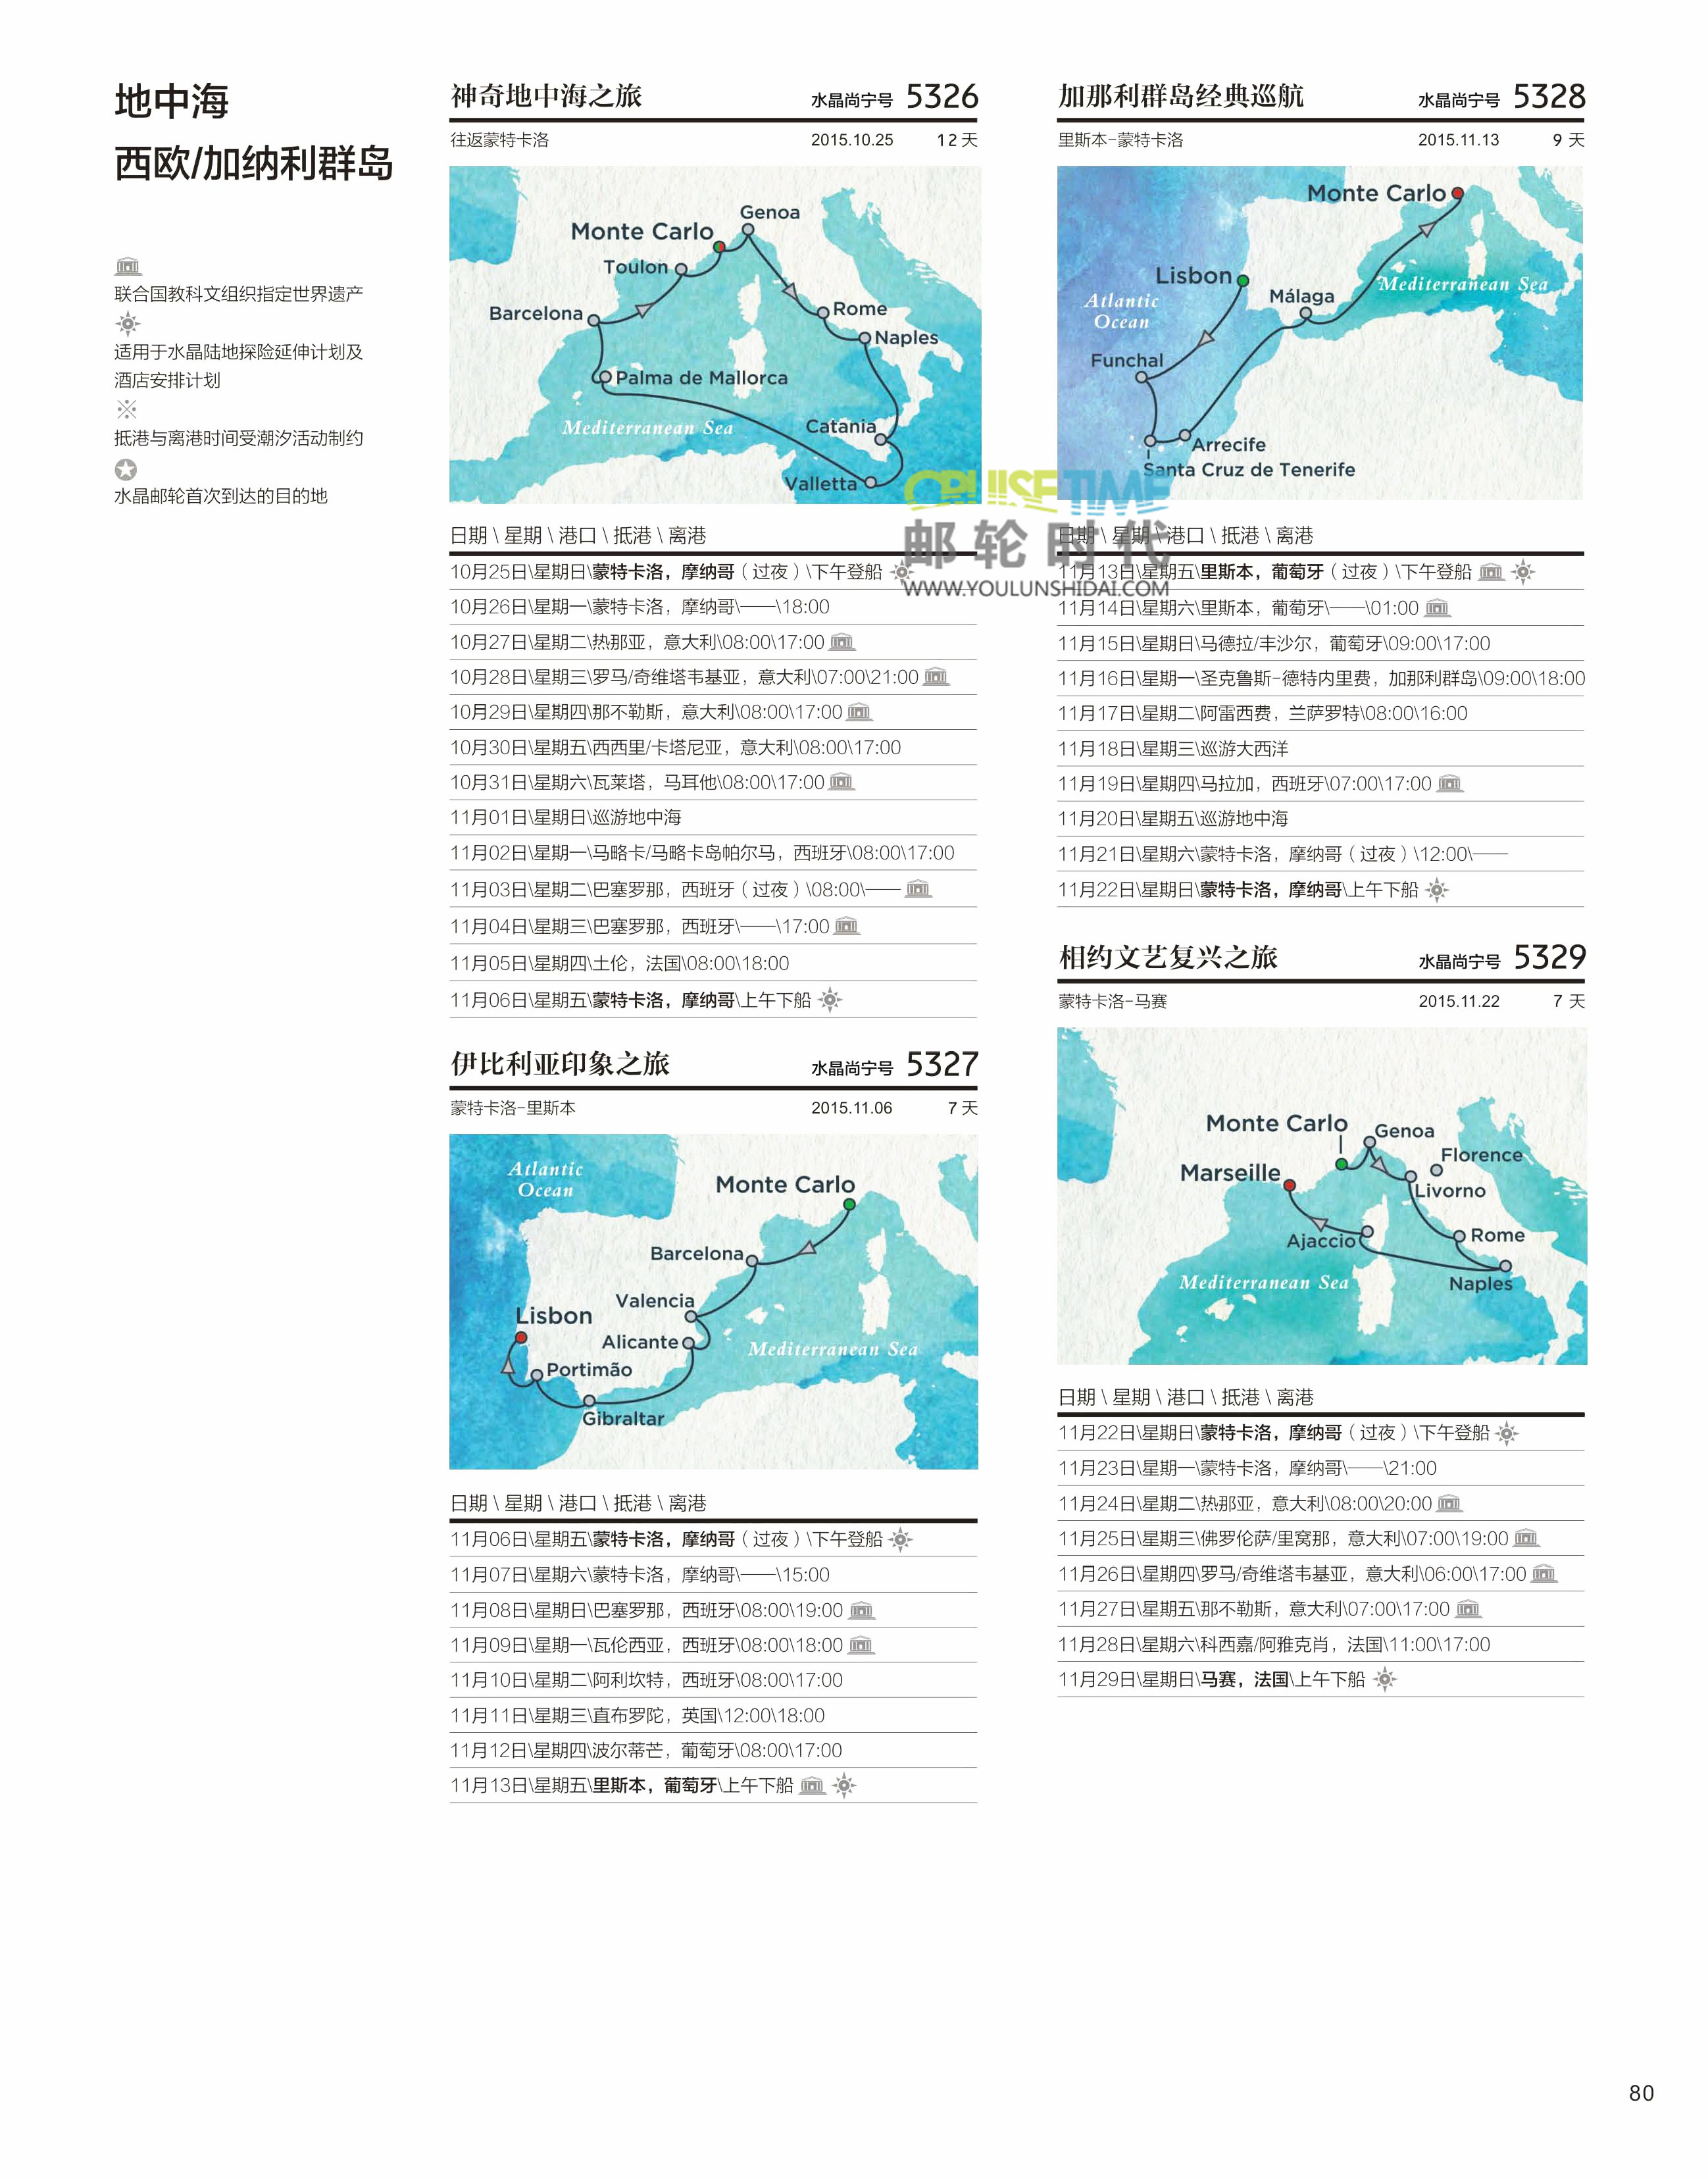 地中海
西欧/加纳利群岛
联合国教科文组织指定世界遗产
适用于水晶陆地探险延伸计划及
酒店安排计划
※
抵港与离港时间受潮汐活动制约
水晶邮轮首次到达的目的地
神奇地中海之旅 水晶尚宁号 5326
往返蒙特卡洛 2015.10.25 12 天
Genoa
Monte Carlo
Toulon
Barcelona
Rome
Naples
Palma de Mallorca
Mediterranean Sea
Catania
Valletta
日期 \ 星期 \ 港口 \ 抵港 \ 离港
10月25日\星期日\蒙特卡洛，摩纳哥（过夜）\下午登船
10月26日\星期一\蒙特卡洛，摩纳哥\——\18:00
10月27日\星期二\热那亚，意大利\08:00\17:00
10月28日\星期三\罗马/奇维塔韦基亚，意大利\07:00\21:00
10月29日\星期四\那不勒斯，意大利\08:00\17:00
10月30日\星期五\西西里/卡塔尼亚，意大利\08:00\17:00
10月31日\星期六\瓦莱塔，马耳他\08:00\17:00
11月01日\星期日\巡游地中海
11月02日\星期一\马略卡/马略卡岛帕尔马，西班牙\08:00\17:00
11月03日\星期二\巴塞罗那，西班牙（过夜）\08:00\——
11月04日\星期三\巴塞罗那，西班牙\——\17:00
11月05日\星期四\土伦，法国\08:00\18:00
11月06日\星期五\蒙特卡洛，摩纳哥\上午下船
伊比利亚印象之旅 水晶尚宁号 5327
蒙特卡洛-里斯本 2015.11.06 7 天
Atlantic
Ocean
Monte Carlo
Barcelona
Valencia
Lisbon
Alicante
Mediterranean Sea
Portimão
Gibraltar
日期 \ 星期 \ 港口 \ 抵港 \ 离港
11月06日\星期五\蒙特卡洛，摩纳哥（过夜）\下午登船
11月07日\星期六\蒙特卡洛，摩纳哥\——\15:00
11月08日\星期日\巴塞罗那，西班牙\08:00\19:00
11月09日\星期一\瓦伦西亚，西班牙\08:00\18:00
11月10日\星期二\阿利坎特，西班牙\08:00\17:00
11月11日\星期三\直布罗陀，英国\12:00\18:00
11月12日\星期四\波尔蒂芒，葡萄牙\08:00\17:00
11月13日\星期五\里斯本，葡萄牙\上午下船
加那利群岛经典巡航 水晶尚宁号 5328
里斯本-蒙特卡洛 2015.11.13 9 天
Monte Carlo
Lisbon
Atlantic
Ocean
Málaga
Mediterranean Sea
Funchal
Arrecife
Santa Cruz de Tenerife
CRUISETIME
邮轮时代
WWW.YOULUNSHIDAI.COM
日期 \ 星期 \ 港口 \ 抵港 \ 离港
11月13日\星期五\里斯本，葡萄牙（过夜）\下午登船
11月14日\星期六\里斯本，葡萄牙\——\01:00
11月15日\星期日\马德拉/丰沙尔，葡萄牙\09:00\17:00
11月16日\星期一\圣克鲁斯-德特内里费，加那利群岛\09:00\18:00
11月17日\星期二\阿雷西费，兰萨罗特\08:00\16:00
11月18日\星期三\巡游大西洋
11月19日\星期四\马拉加，西班牙\07:00\17:00
11月20日\星期五\巡游地中海
11月21日\星期六\蒙特卡洛，摩纳哥（过夜）\12:00\——
11月22日\星期日\蒙特卡洛，摩纳哥\上午下船
相约文艺复兴之旅 水晶尚宁号 5329
蒙特卡洛-马赛 2015.11.22 7 天
Monte Carlo
Genoa
Florence
Marseille
Livorno
Ajaccio
Rome
Mediterranean Sea
Naples
日期 \ 星期 \ 港口 \ 抵港 \ 离港
11月22日\星期日\蒙特卡洛，摩纳哥（过夜）\下午登船
11月23日\星期一\蒙特卡洛，摩纳哥\——\21:00
11月24日\星期二\热那亚，意大利\08:00\20:00
11月25日\星期三\佛罗伦萨/里窝那，意大利\07:00\19:00
11月26日\星期四\罗马/奇维塔韦基亚，意大利\06:00\17:00
11月27日\星期五\那不勒斯，意大利\07:00\17:00
11月28日\星期六\科西嘉/阿雅克肖，法国\11:00\17:00
11月29日\星期日\马赛，法国\上午下船
80